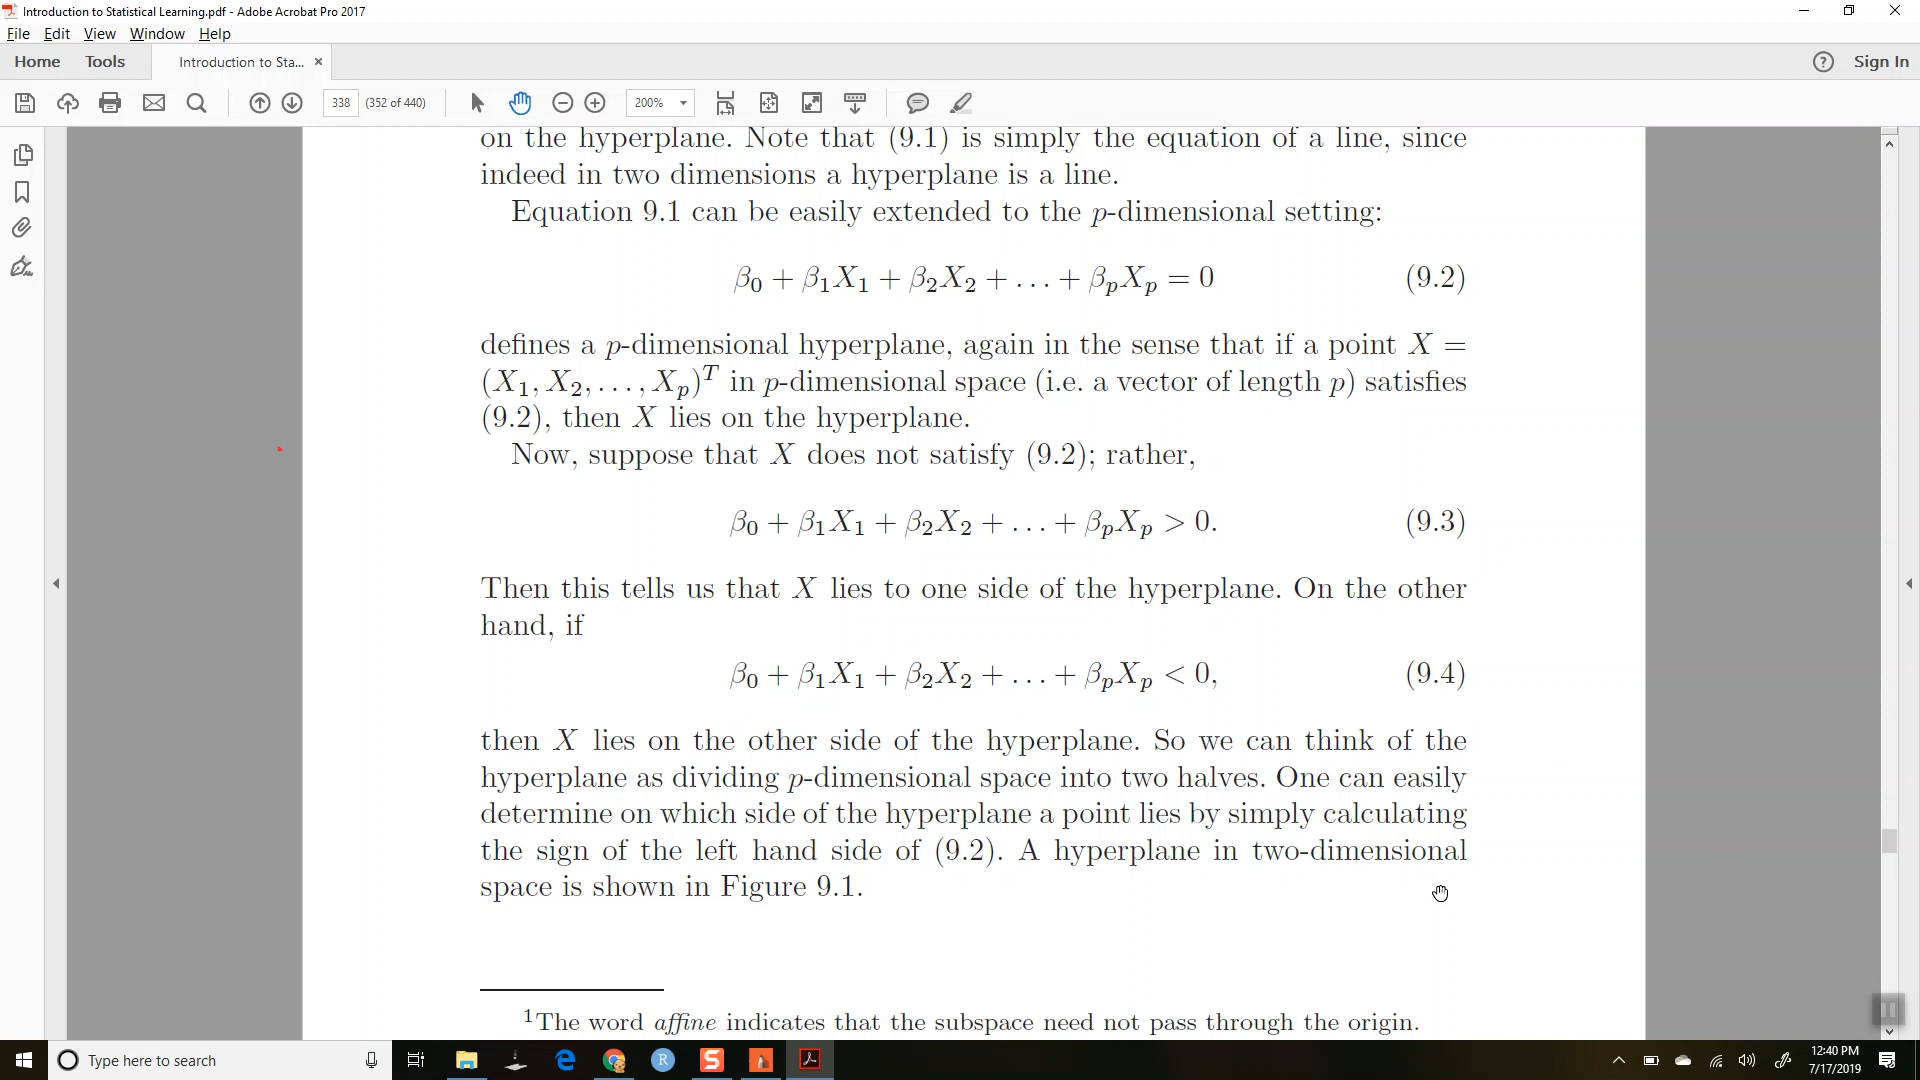 Introduction to Statistical Learning.pdf - Adobe Acrobat Pro 2017
File Edit View Window Help
Home Tools Introduction to Sta... × Sign In
338 (352 of 440) 200%
on the hyperplane. Note that (9.1) is simply the equation of a line, since
indeed in two dimensions a hyperplane is a line.
Equation 9.1 can be easily extended to the p-dimensional setting:
β₀ + β₁X₁ + β₂X₂ + . . . + βₚXₚ = 0 (9.2)
defines a p-dimensional hyperplane, again in the sense that if a point X =
(X₁, X₂, . . . , Xₚ)ᵀ in p-dimensional space (i.e. a vector of length p) satisfies
(9.2), then X lies on the hyperplane.
Now, suppose that X does not satisfy (9.2); rather,
β₀ + β₁X₁ + β₂X₂ + . . . + βₚXₚ > 0. (9.3)
Then this tells us that X lies to one side of the hyperplane. On the other
hand, if
β₀ + β₁X₁ + β₂X₂ + . . . + βₚXₚ < 0, (9.4)
then X lies on the other side of the hyperplane. So we can think of the
hyperplane as dividing p-dimensional space into two halves. One can easily
determine on which side of the hyperplane a point lies by simply calculating
the sign of the left hand side of (9.2). A hyperplane in two-dimensional
space is shown in Figure 9.1.
¹The word affine indicates that the subspace need not pass through the origin.
Type here to search
12:40 PM
7/17/2019